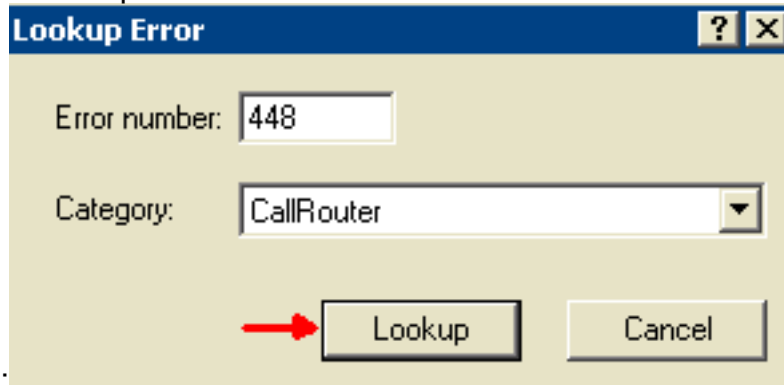 Lookup Error
Error number: 448
Category: CallRouter
Lookup Cancel
.